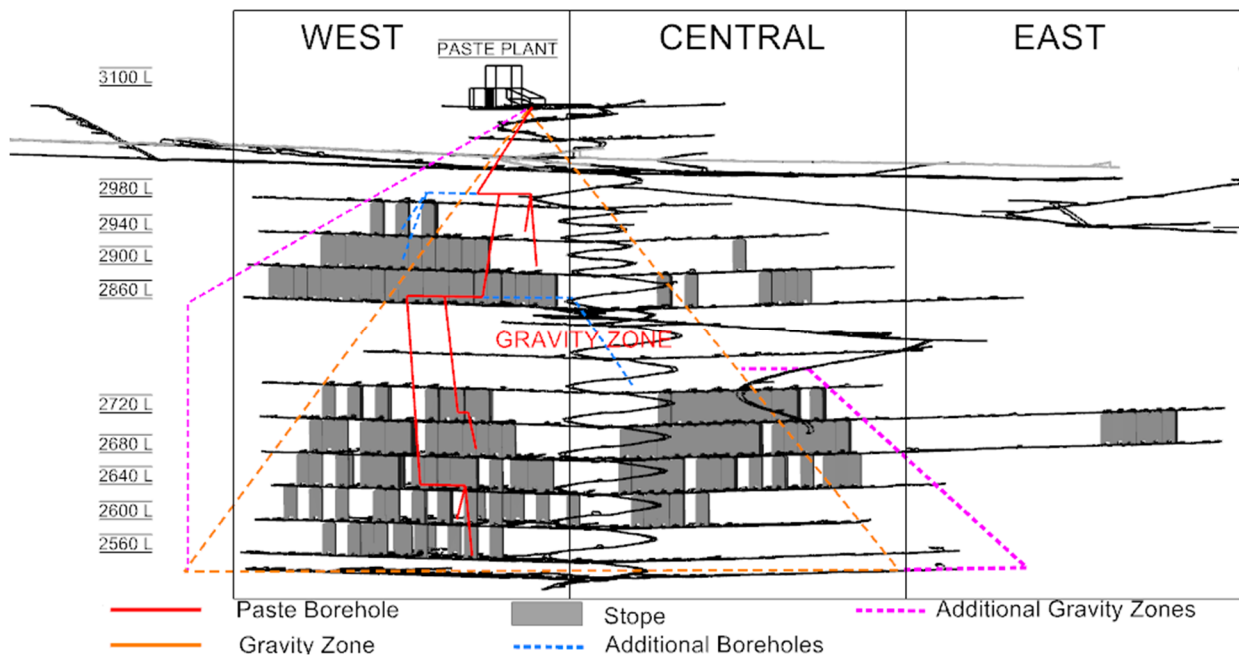 WEST
CENTRAL
EAST
PASTE PLANT
3100 L
2980 L
2940 L
2900 L
2860 L
GRAVITY ZONE
2720 L
2680 L
2640 L
2600 L
2560 L
Paste Borehole
Stope
Additional Gravity Zones
Gravity Zone
Additional Boreholes